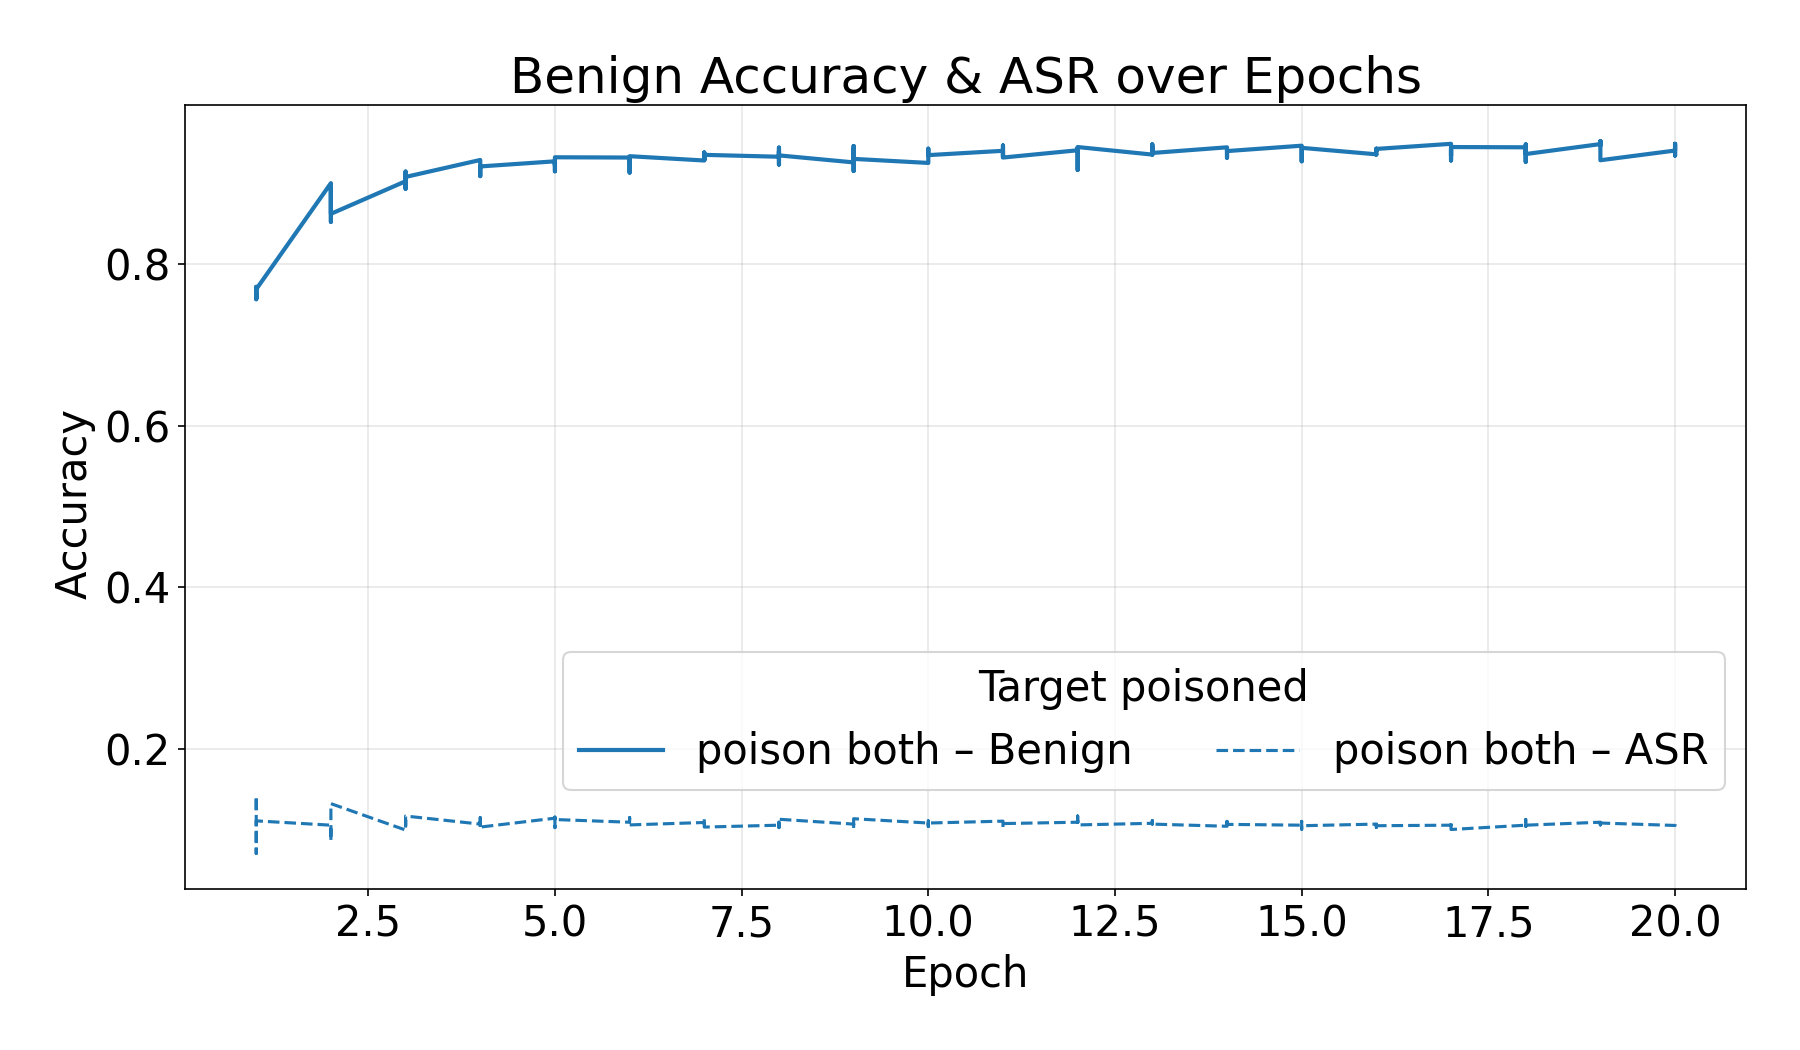 Benign Accuracy & ASR over Epochs
Accuracy
0.8
0.6
0.4
0.2
Target poisoned
poison both – Benign
poison both – ASR
2.5 5.0 7.5 10.0 12.5 15.0 17.5 20.0
Epoch